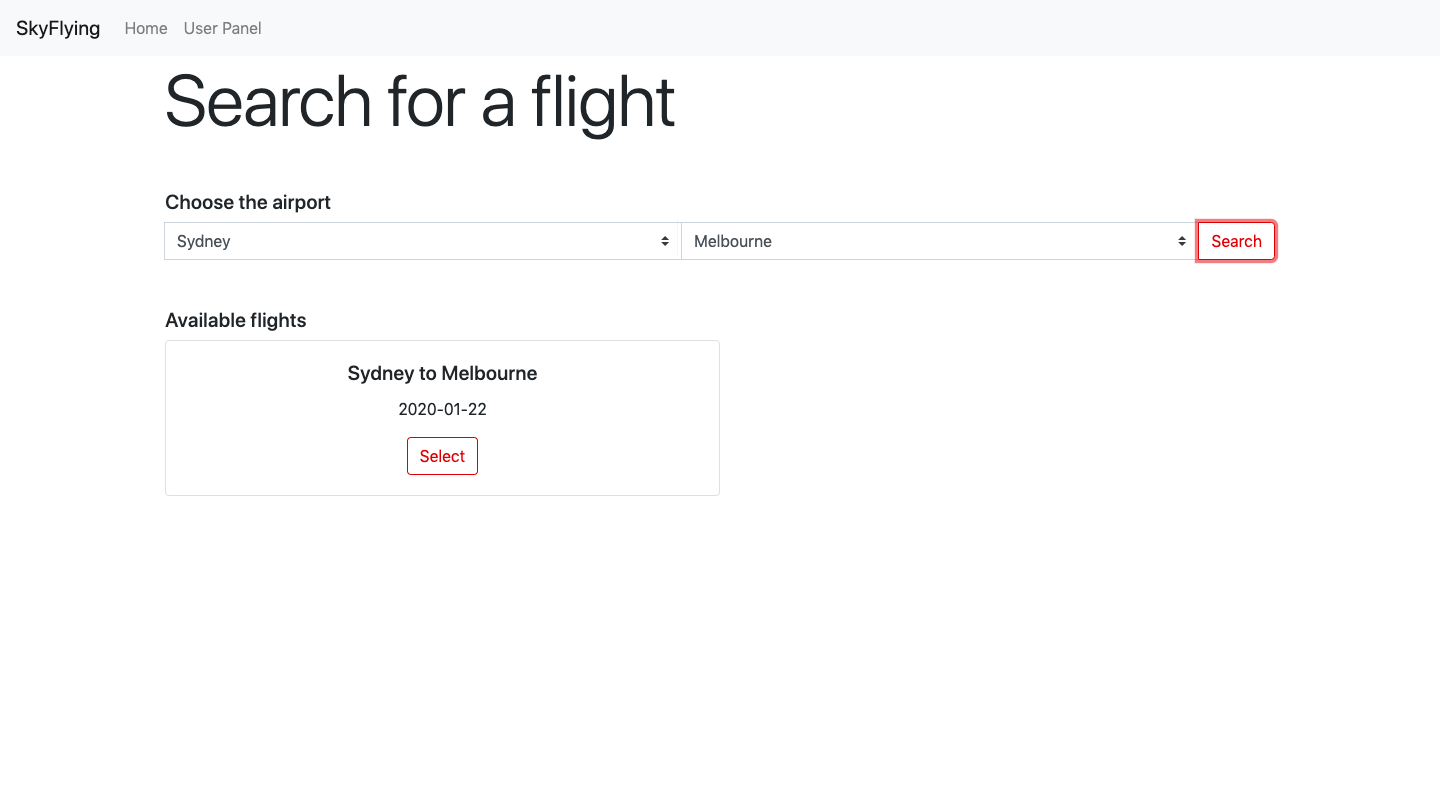 SkyFlying Home User Panel
Search for a flight
Choose the airport
Sydney Melbourne Search
Available flights
Sydney to Melbourne
2020-01-22
Select